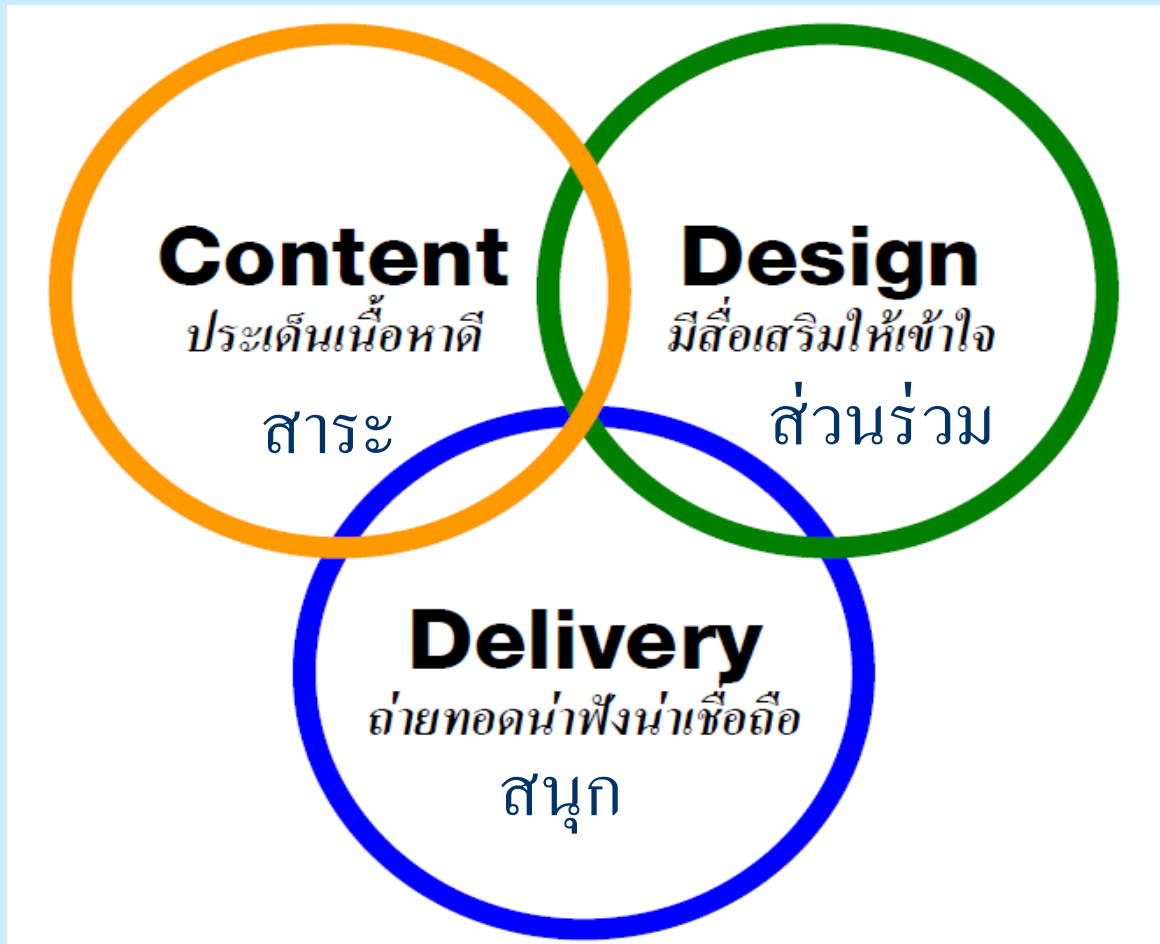 Content
ประเด็นเนื้อหาดี
สาระ
Design
มีสื่อเสริมให้เข้าใจ
ส่วนร่วม
Delivery
ถ่ายทอดน่าฟังน่าเชื่อถือ
สนุก